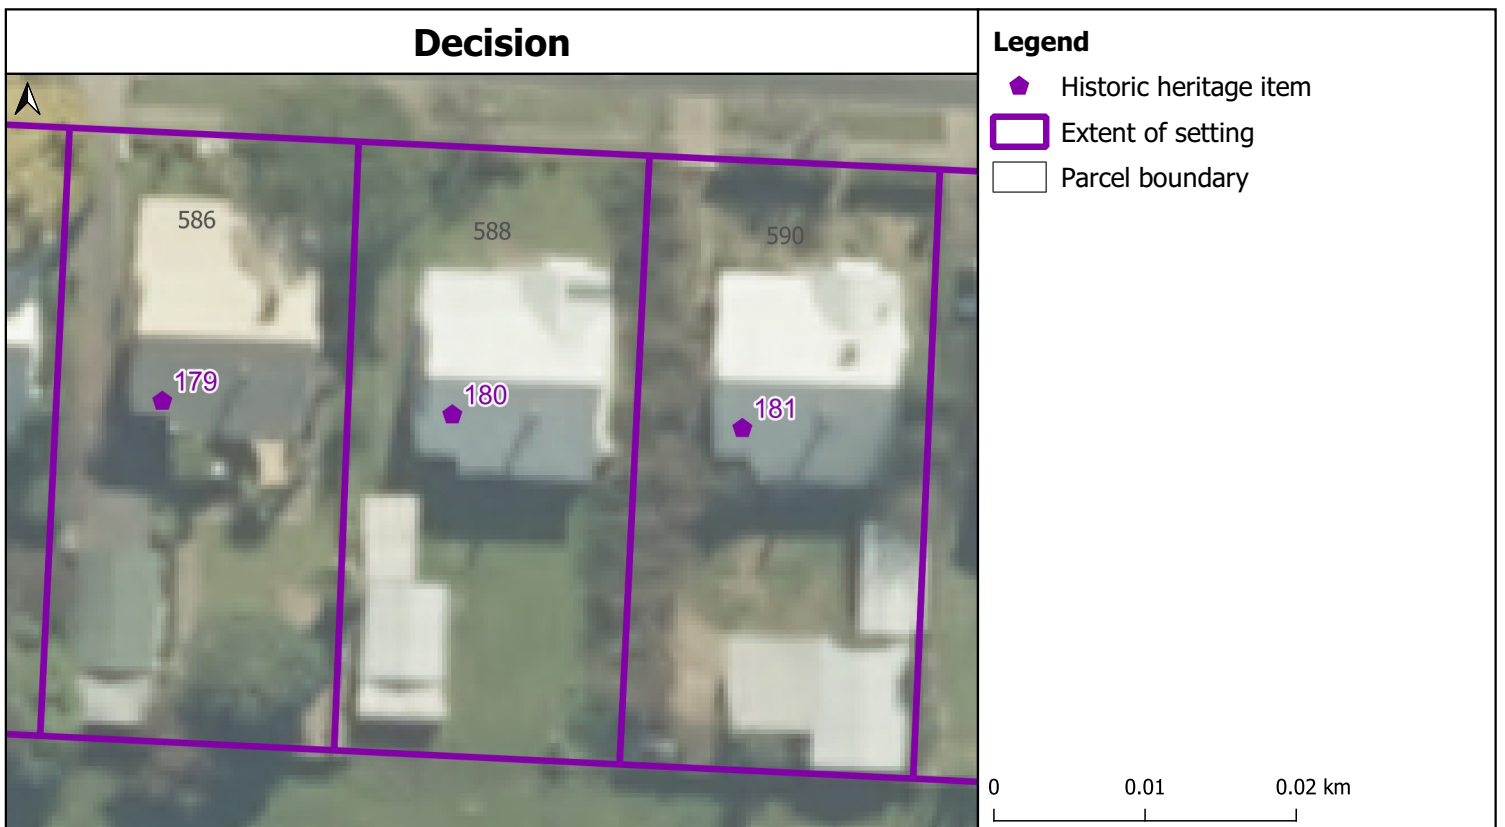 Decision
Legend
Historic heritage item
Extent of setting
Parcel boundary
586
588
590
179
180
181
0 0.01 0.02 km